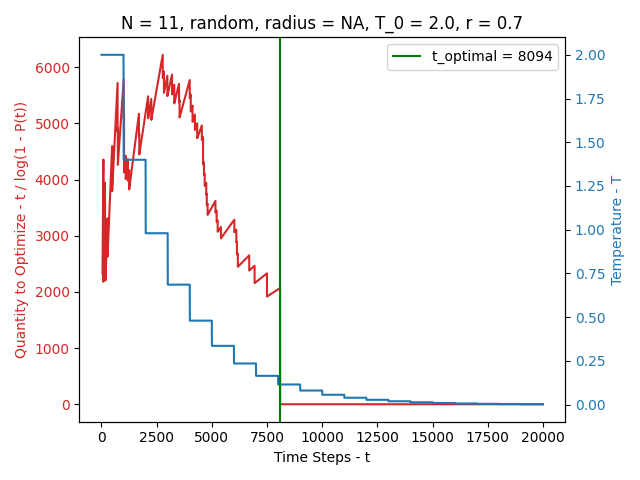 N = 11, random, radius = NA, T_0 = 2.0, r = 0.7
t_optimal = 8094
Quantity to Optimize - t / log(1 - P(t))
6000
5000
4000
3000
2000
1000
0
2.00
1.75
1.50
1.25
1.00
0.75
0.50
0.25
0.00
Temperature - T
0 2500 5000 7500 10000 12500 15000 17500 20000
Time Steps - t